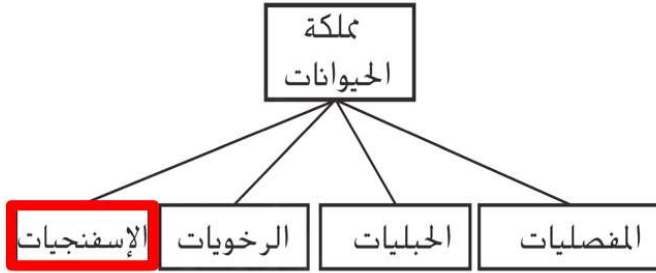 مملكة
الحيوانات
المفصليات
الحبليات
الرخويات
الإسفنجيات